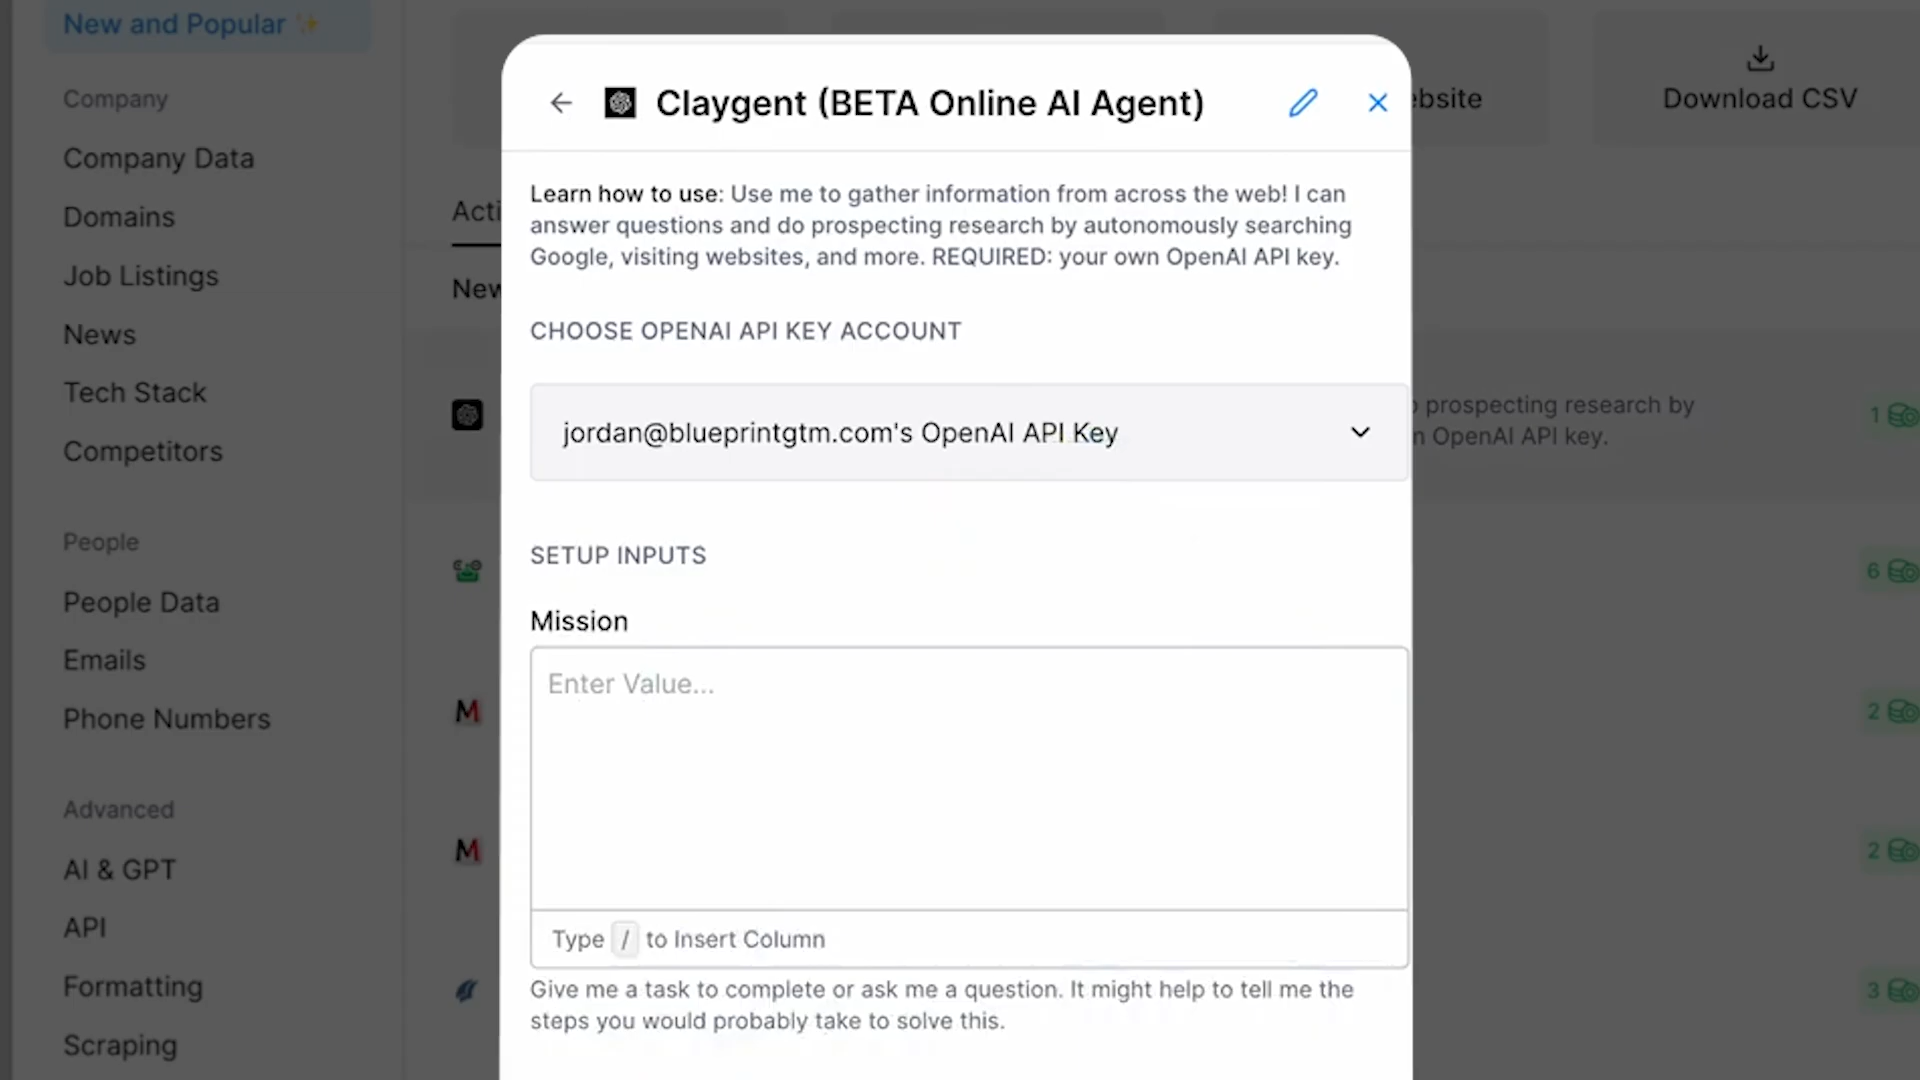 New and Popular ✨
Company
Company Data
Domains
Job Listings
News
Tech Stack
Competitors
People
People Data
Emails
Phone Numbers
Advanced
AI & GPT
API
Formatting
Scraping
Claygent (BETA Online AI Agent)
Learn how to use: Use me to gather information from across the web! I can
answer questions and do prospecting research by autonomously searching
Google, visiting websites, and more. REQUIRED: your own OpenAI API key.
CHOOSE OPENAI API KEY ACCOUNT
jordan@blueprintgtm.com's OpenAI API Key
SETUP INPUTS
Mission
Enter Value...
Type / to Insert Column
Give me a task to complete or ask me a question. It might help to tell me the
steps you would probably take to solve this.
Download CSV
prospecting research by
OpenAI API key.
1
6
2
2
3